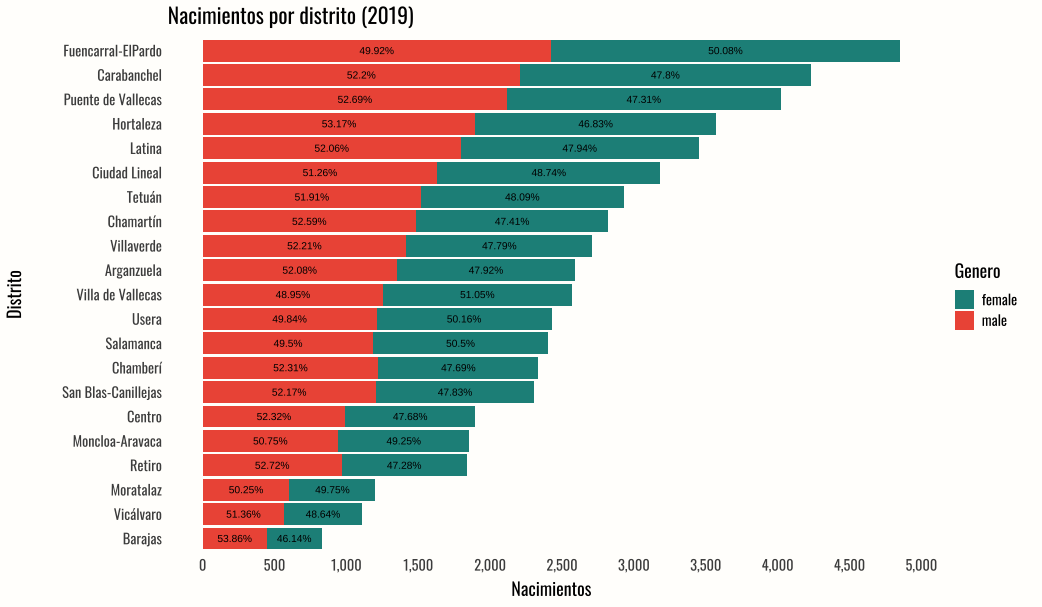 Nacimientos por distrito (2019)
Distrito
Fuencarral-ElPardo 49.92% 50.08%
Carabanchel 52.2% 47.8%
Puente de Vallecas 52.69% 47.31%
Hortaleza 53.17% 46.83%
Latina 52.06% 47.94%
Ciudad Lineal 51.26% 48.74%
Tetuán 51.91% 48.09%
Chamartín 52.59% 47.41%
Villaverde 52.21% 47.79%
Arganzuela 52.08% 47.92%
Villa de Vallecas 48.95% 51.05%
Usera 49.84% 50.16%
Salamanca 49.5% 50.5%
Chamberí 52.31% 47.69%
San Blas-Canillejas 52.17% 47.83%
Centro 52.32% 47.68%
Moncloa-Aravaca 50.75% 49.25%
Retiro 52.72% 47.28%
Moratalaz 50.25% 49.75%
Vicálvaro 51.36% 48.64%
Barajas 53.86% 46.14%
0 500 1,000 1,500 2,000 2,500 3,000 3,500 4,000 4,500 5,000
Nacimientos
Genero
female
male